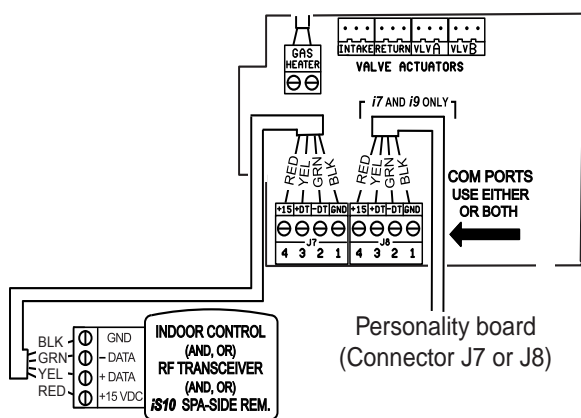 GAS
HEATER
INTAKE RETURN VLV A VLV B
VALVE ACTUATORS
i7 AND i9 ONLY
RED YEL GRN BLK RED YEL GRN BLK
COM PORTS
USE EITHER
OR BOTH
+15 +DT -DT GND +15 +DT -DT GND
J7 J8
4 3 2 1 4 3 2 1
Personality board
(Connector J7 or J8)
BLK GND
GRN - DATA
YEL + DATA
RED +15 VDC
INDOOR CONTROL
(AND, OR)
RF TRANSCEIVER
(AND, OR)
iS10 SPA-SIDE REM.